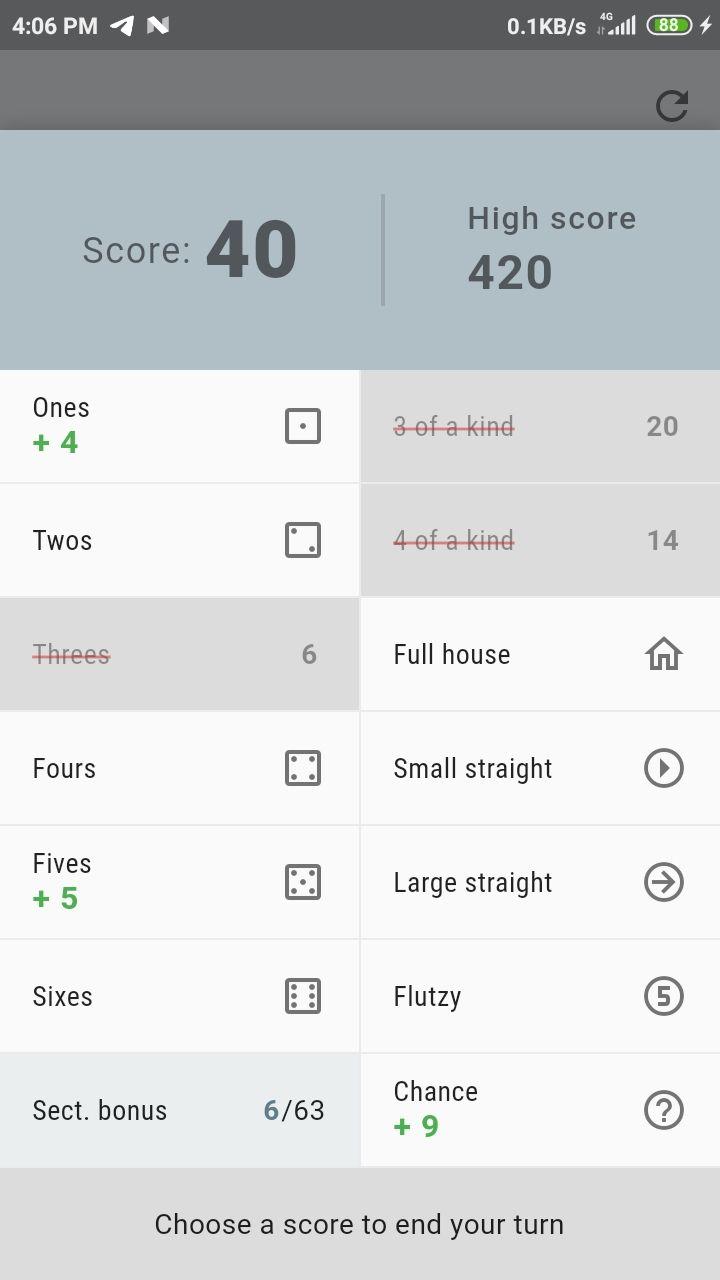 4:06 PM 0.1KB/s 4G 88
Score: 40
High score
420
Ones
+ 4
3 of a kind 20
Twos
4 of a kind 14
Threes 6
Full house
Fours
Small straight
Fives
+ 5
Large straight
Sixes
Flutzy 5
Sect. bonus 6/63
Chance
+ 9
?
Choose a score to end your turn